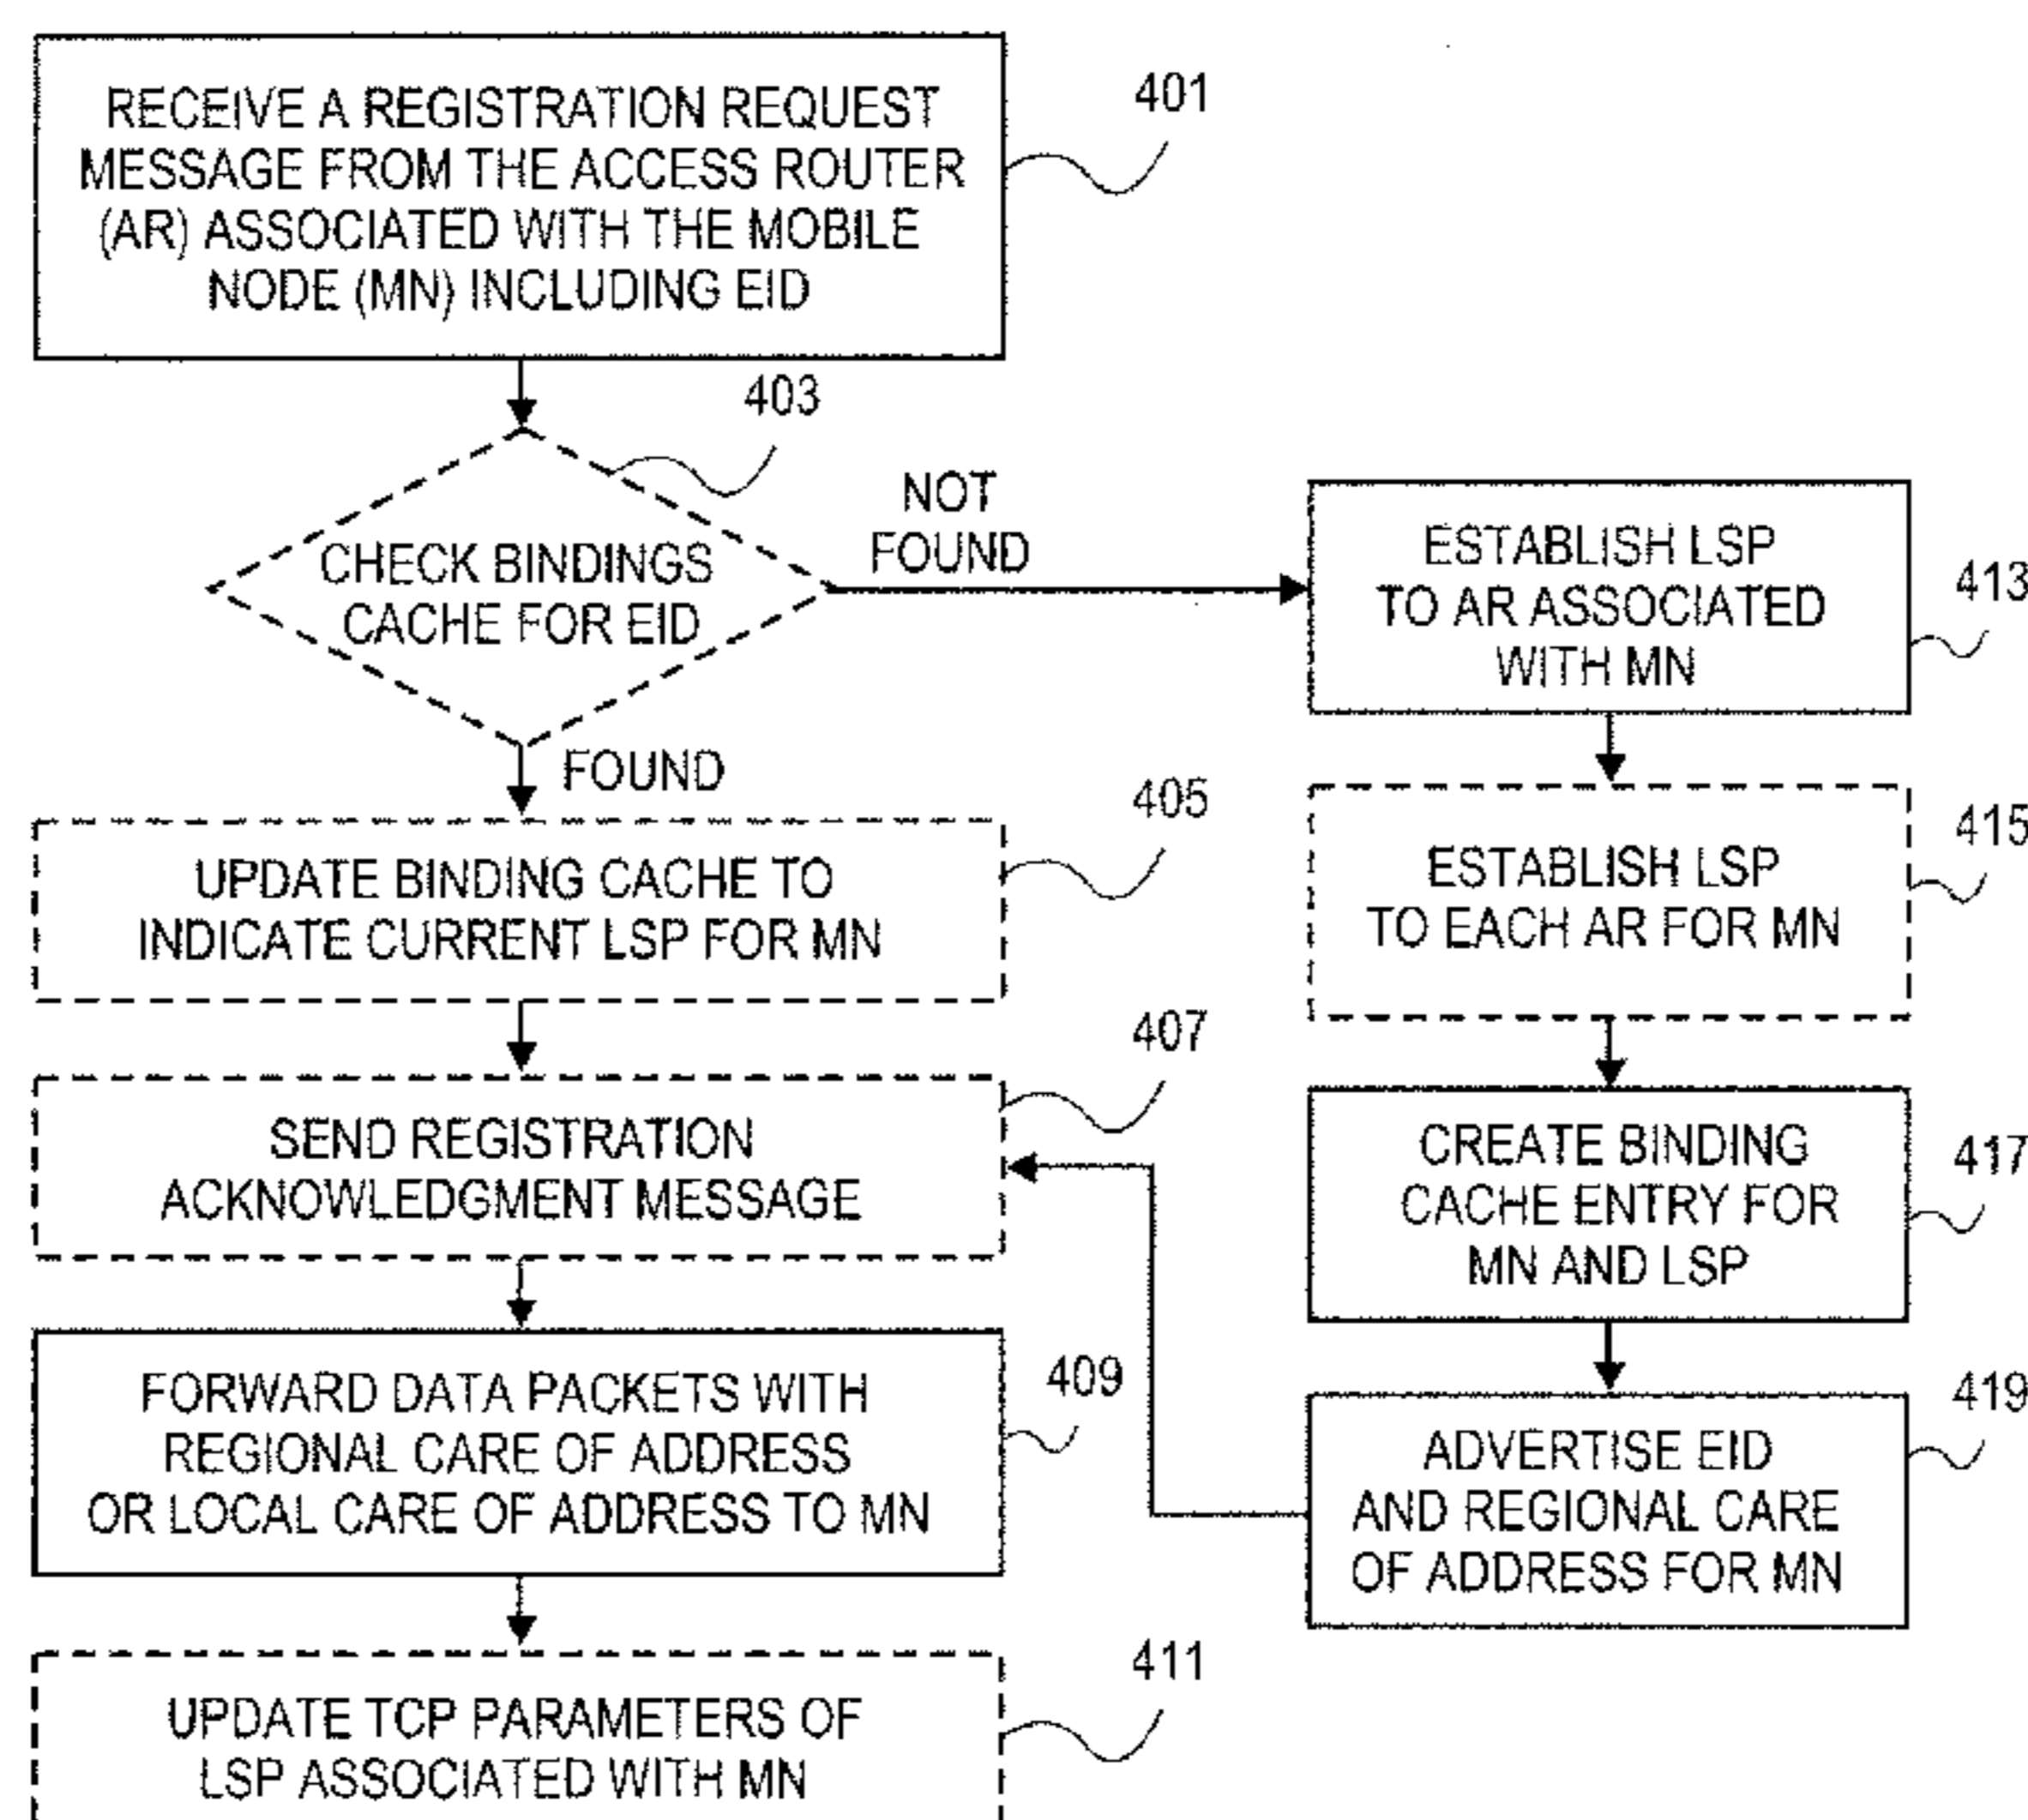 RECEIVE A REGISTRATION REQUEST
MESSAGE FROM THE ACCESS ROUTER
(AR) ASSOCIATED WITH THE MOBILE
NODE (MN) INCLUDING EID
401
403
CHECK BINDINGS
CACHE FOR EID
NOT
FOUND
FOUND
UPDATE BINDING CACHE TO
INDICATE CURRENT LSP FOR MN
405
SEND REGISTRATION
ACKNOWLEDGMENT MESSAGE
407
FORWARD DATA PACKETS WITH
REGIONAL CARE OF ADDRESS
OR LOCAL CARE OF ADDRESS TO MN
409
UPDATE TCP PARAMETERS OF
LSP ASSOCIATED WITH MN
411
ESTABLISH LSP
TO AR ASSOCIATED
WITH MN
413
ESTABLISH LSP
TO EACH AR FOR MN
415
CREATE BINDING
CACHE ENTRY FOR
MN AND LSP
417
ADVERTISE EID
AND REGIONAL CARE
OF ADDRESS FOR MN
419